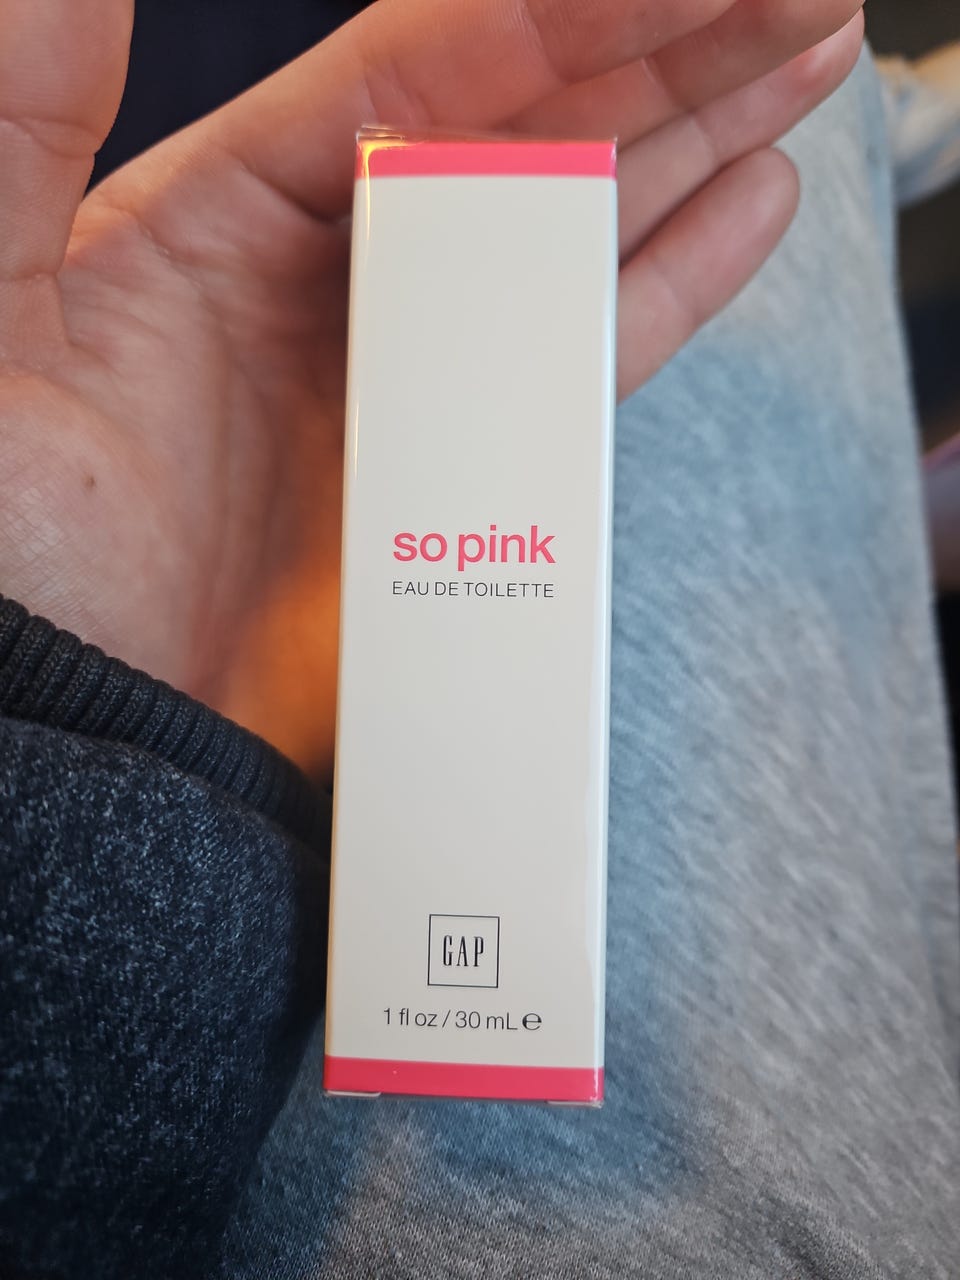 so pink
EAU DE TOILETTE
GAP
1 fl oz / 30 mL ℮